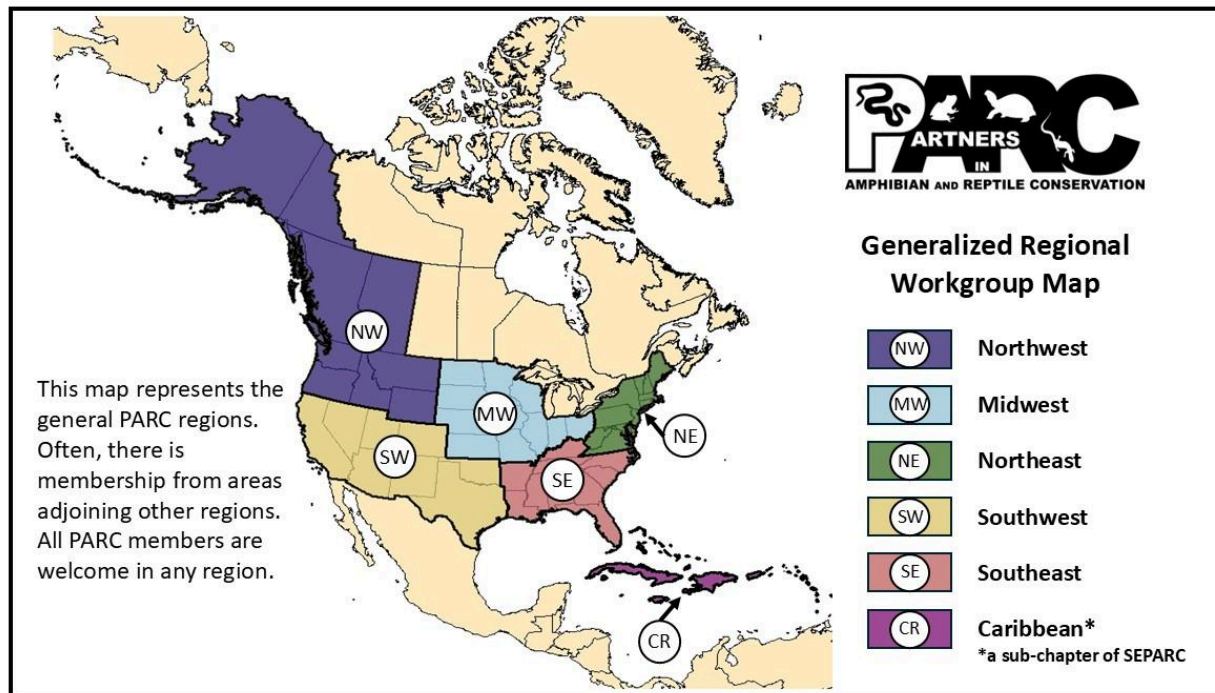 PARC
PARTNERS
IN
AMPHIBIAN AND REPTILE CONSERVATION
Generalized Regional
Workgroup Map
NW Northwest
MW Midwest
NE Northeast
SW Southwest
SE Southeast
CR Caribbean*
*a sub-chapter of SEPARC
This map represents the
general PARC regions.
Often, there is
membership from areas
adjoining other regions.
All PARC members are
welcome in any region.
NW
MW
NE
SW
SE
CR